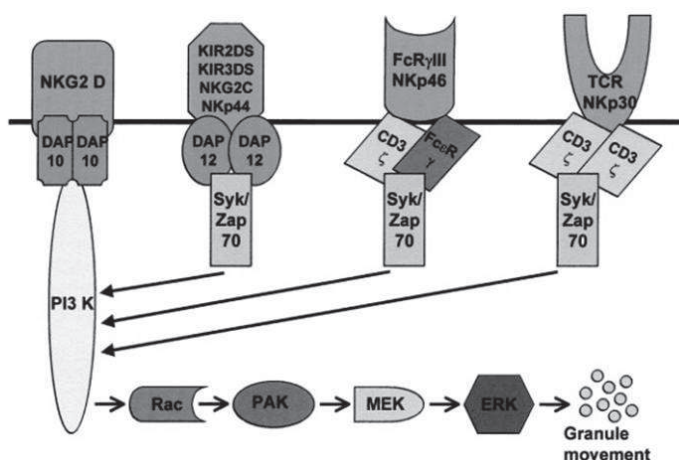 NKG2 D
DAP
10
DAP
10
KIR2DS
KIR3DS
NKG2C
NKp44
DAP
12
DAP
12
Syk/
Zap
70
FcRγIII
NKp46
CD3
ζ
FcεR
γ
Syk/
Zap
70
TCR
NKp30
CD3
ζ
CD3
ζ
Syk/
Zap
70
PI3 K
Rac
PAK
MEK
ERK
Granule
movement